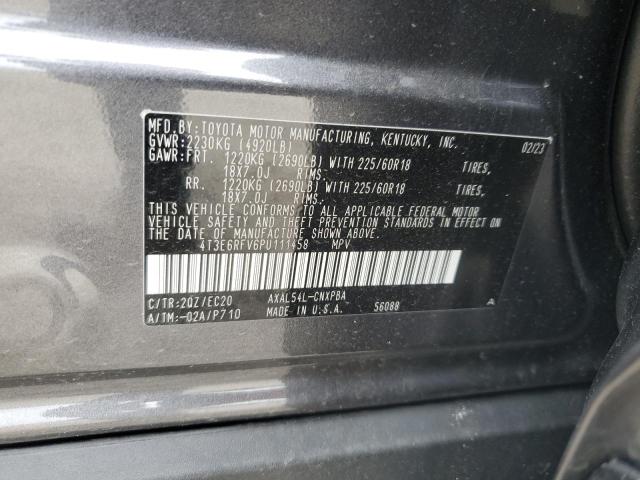 MFD.BY:TOYOTA MOTOR MANUFACTURING, KENTUCKY, INC. 02/23
GVWR:2230KG (4920LB)
GAWR:FRT. 1220KG (2690LB) WITH 225/60R18 TIRES,
18X7.0J RIMS.
RR. 1220KG (2690LB) WITH 225/60R18 TIRES,
18X7.0J RIMS.
THIS VEHICLE CONFORMS TO ALL APPLICABLE FEDERAL MOTOR
VEHICLE SAFETY AND THEFT PREVENTION STANDARDS IN EFFECT ON
THE DATE OF MANUFACTURE SHOWN ABOVE.
4T3E6RFV6PU111458 MPV
C/TR:2QZ/EC20 AXAL54L-CNXPBA A
A/TM:-02A/P710 MADE IN U.S.A. 56088